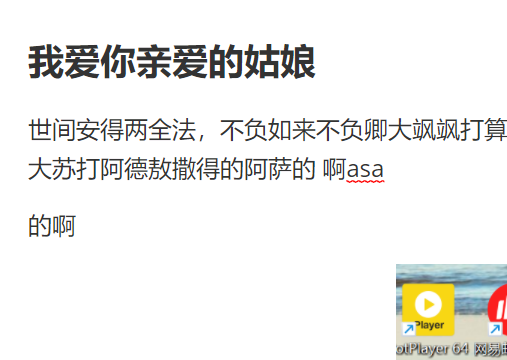 我爱你亲爱的姑娘
世间安得两全法，不负如来不负卿大飒飒打算
大苏打阿德敖撒得的阿萨的 啊asa
的啊
Player
otPlayer 64 网易